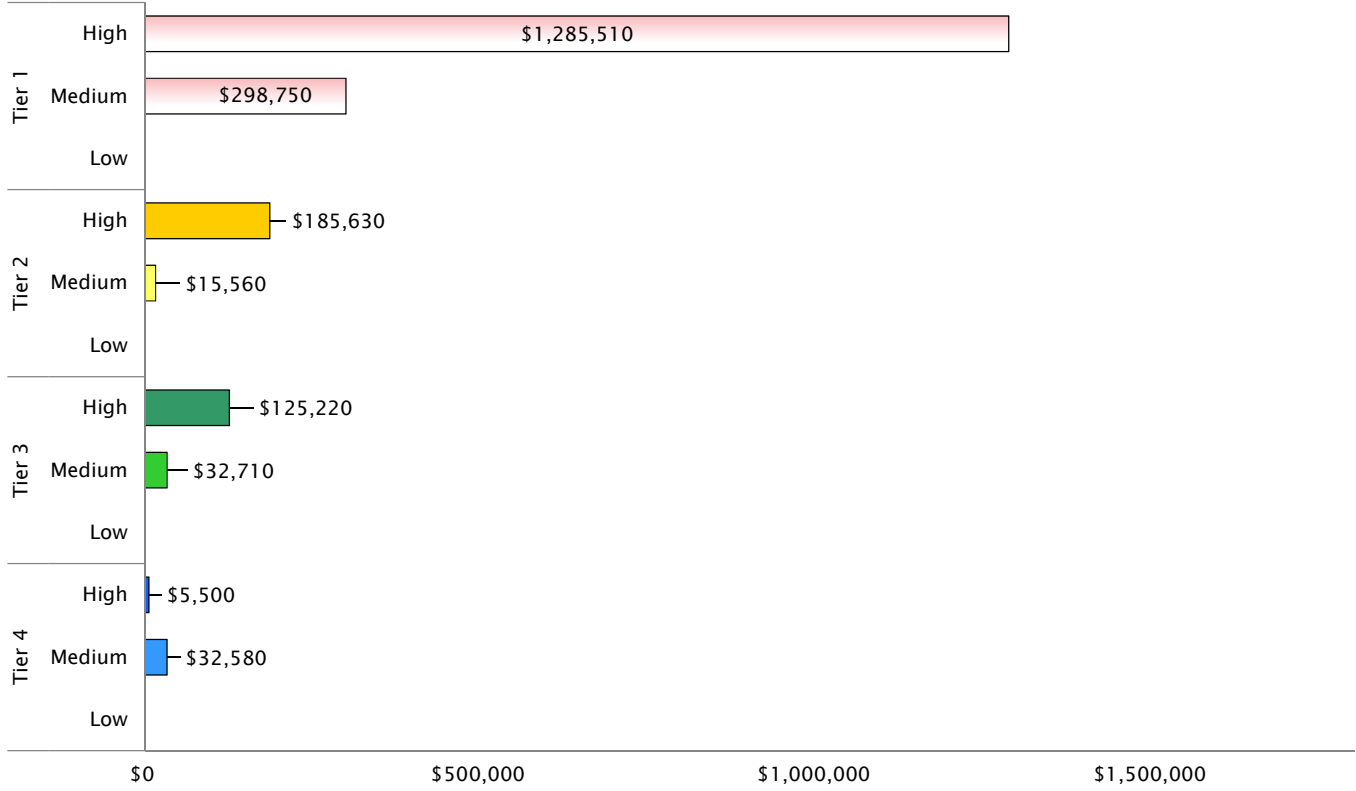 Tier 1
High
$1,285,510
Medium
$298,750
Low
Tier 2
High
$185,630
Medium
$15,560
Low
Tier 3
High
$125,220
Medium
$32,710
Low
Tier 4
High
$5,500
Medium
$32,580
Low
$0 $500,000 $1,000,000 $1,500,000